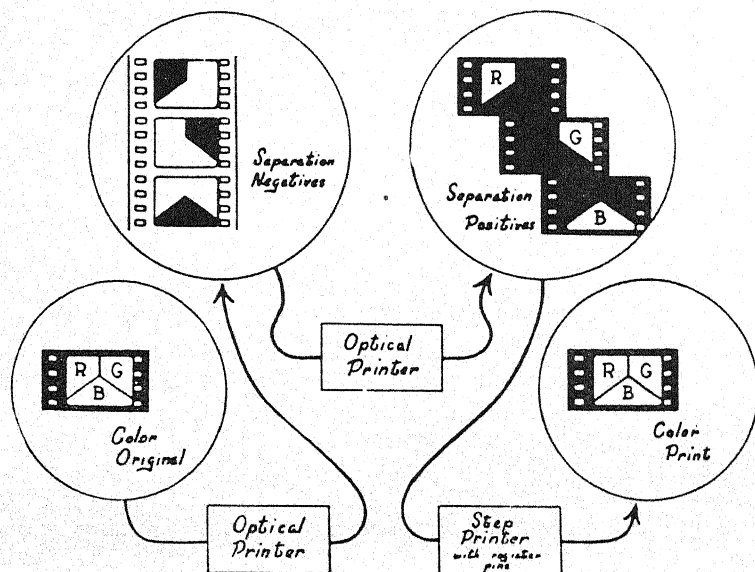 Separation
Negatives
R
G
B
Separation
Positives
Optical
Printer
R G
B
Color
Original
R G
B
Color
Print
Optical
Printer
Step
Printer
with register
pins